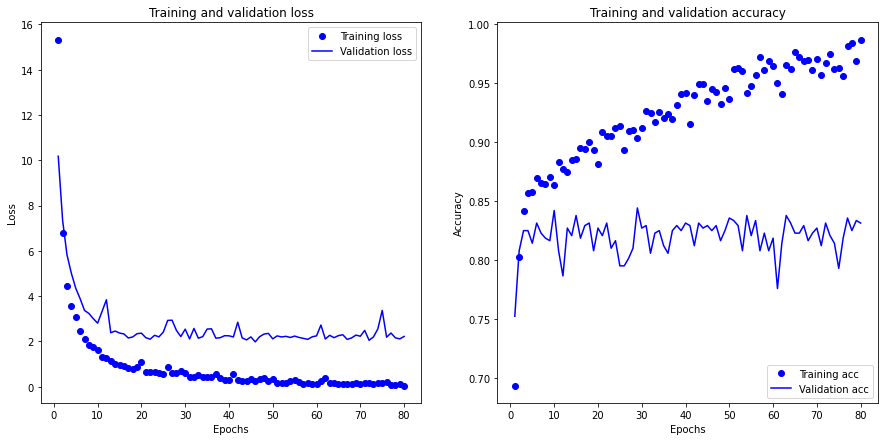 Training and validation loss
16
14
12
10
8
6
4
2
0
Loss
Training loss
Validation loss
0 10 20 30 40 50 60 70 80
Epochs
Training and validation accuracy
1.00
0.95
0.90
0.85
0.80
0.75
0.70
Accuracy
Training acc
Validation acc
0 10 20 30 40 50 60 70 80
Epochs